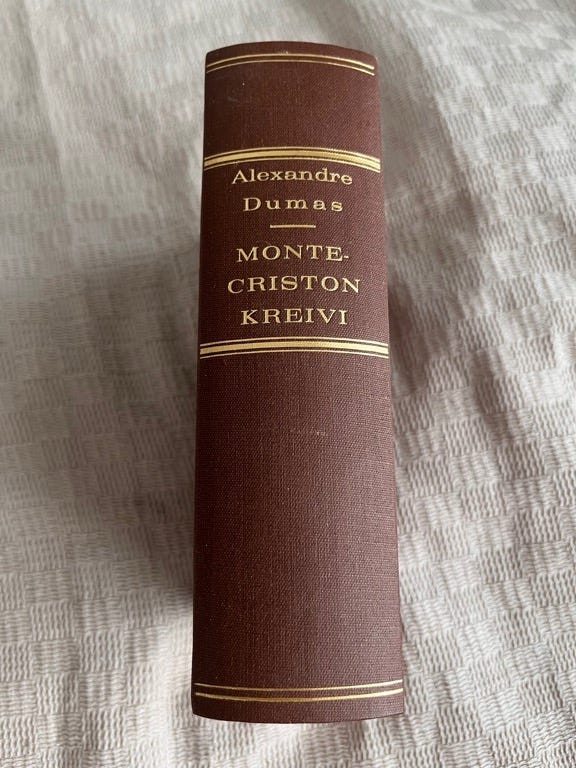 Alexandre
Dumas
MONTE-
CRISTON
KREIVI